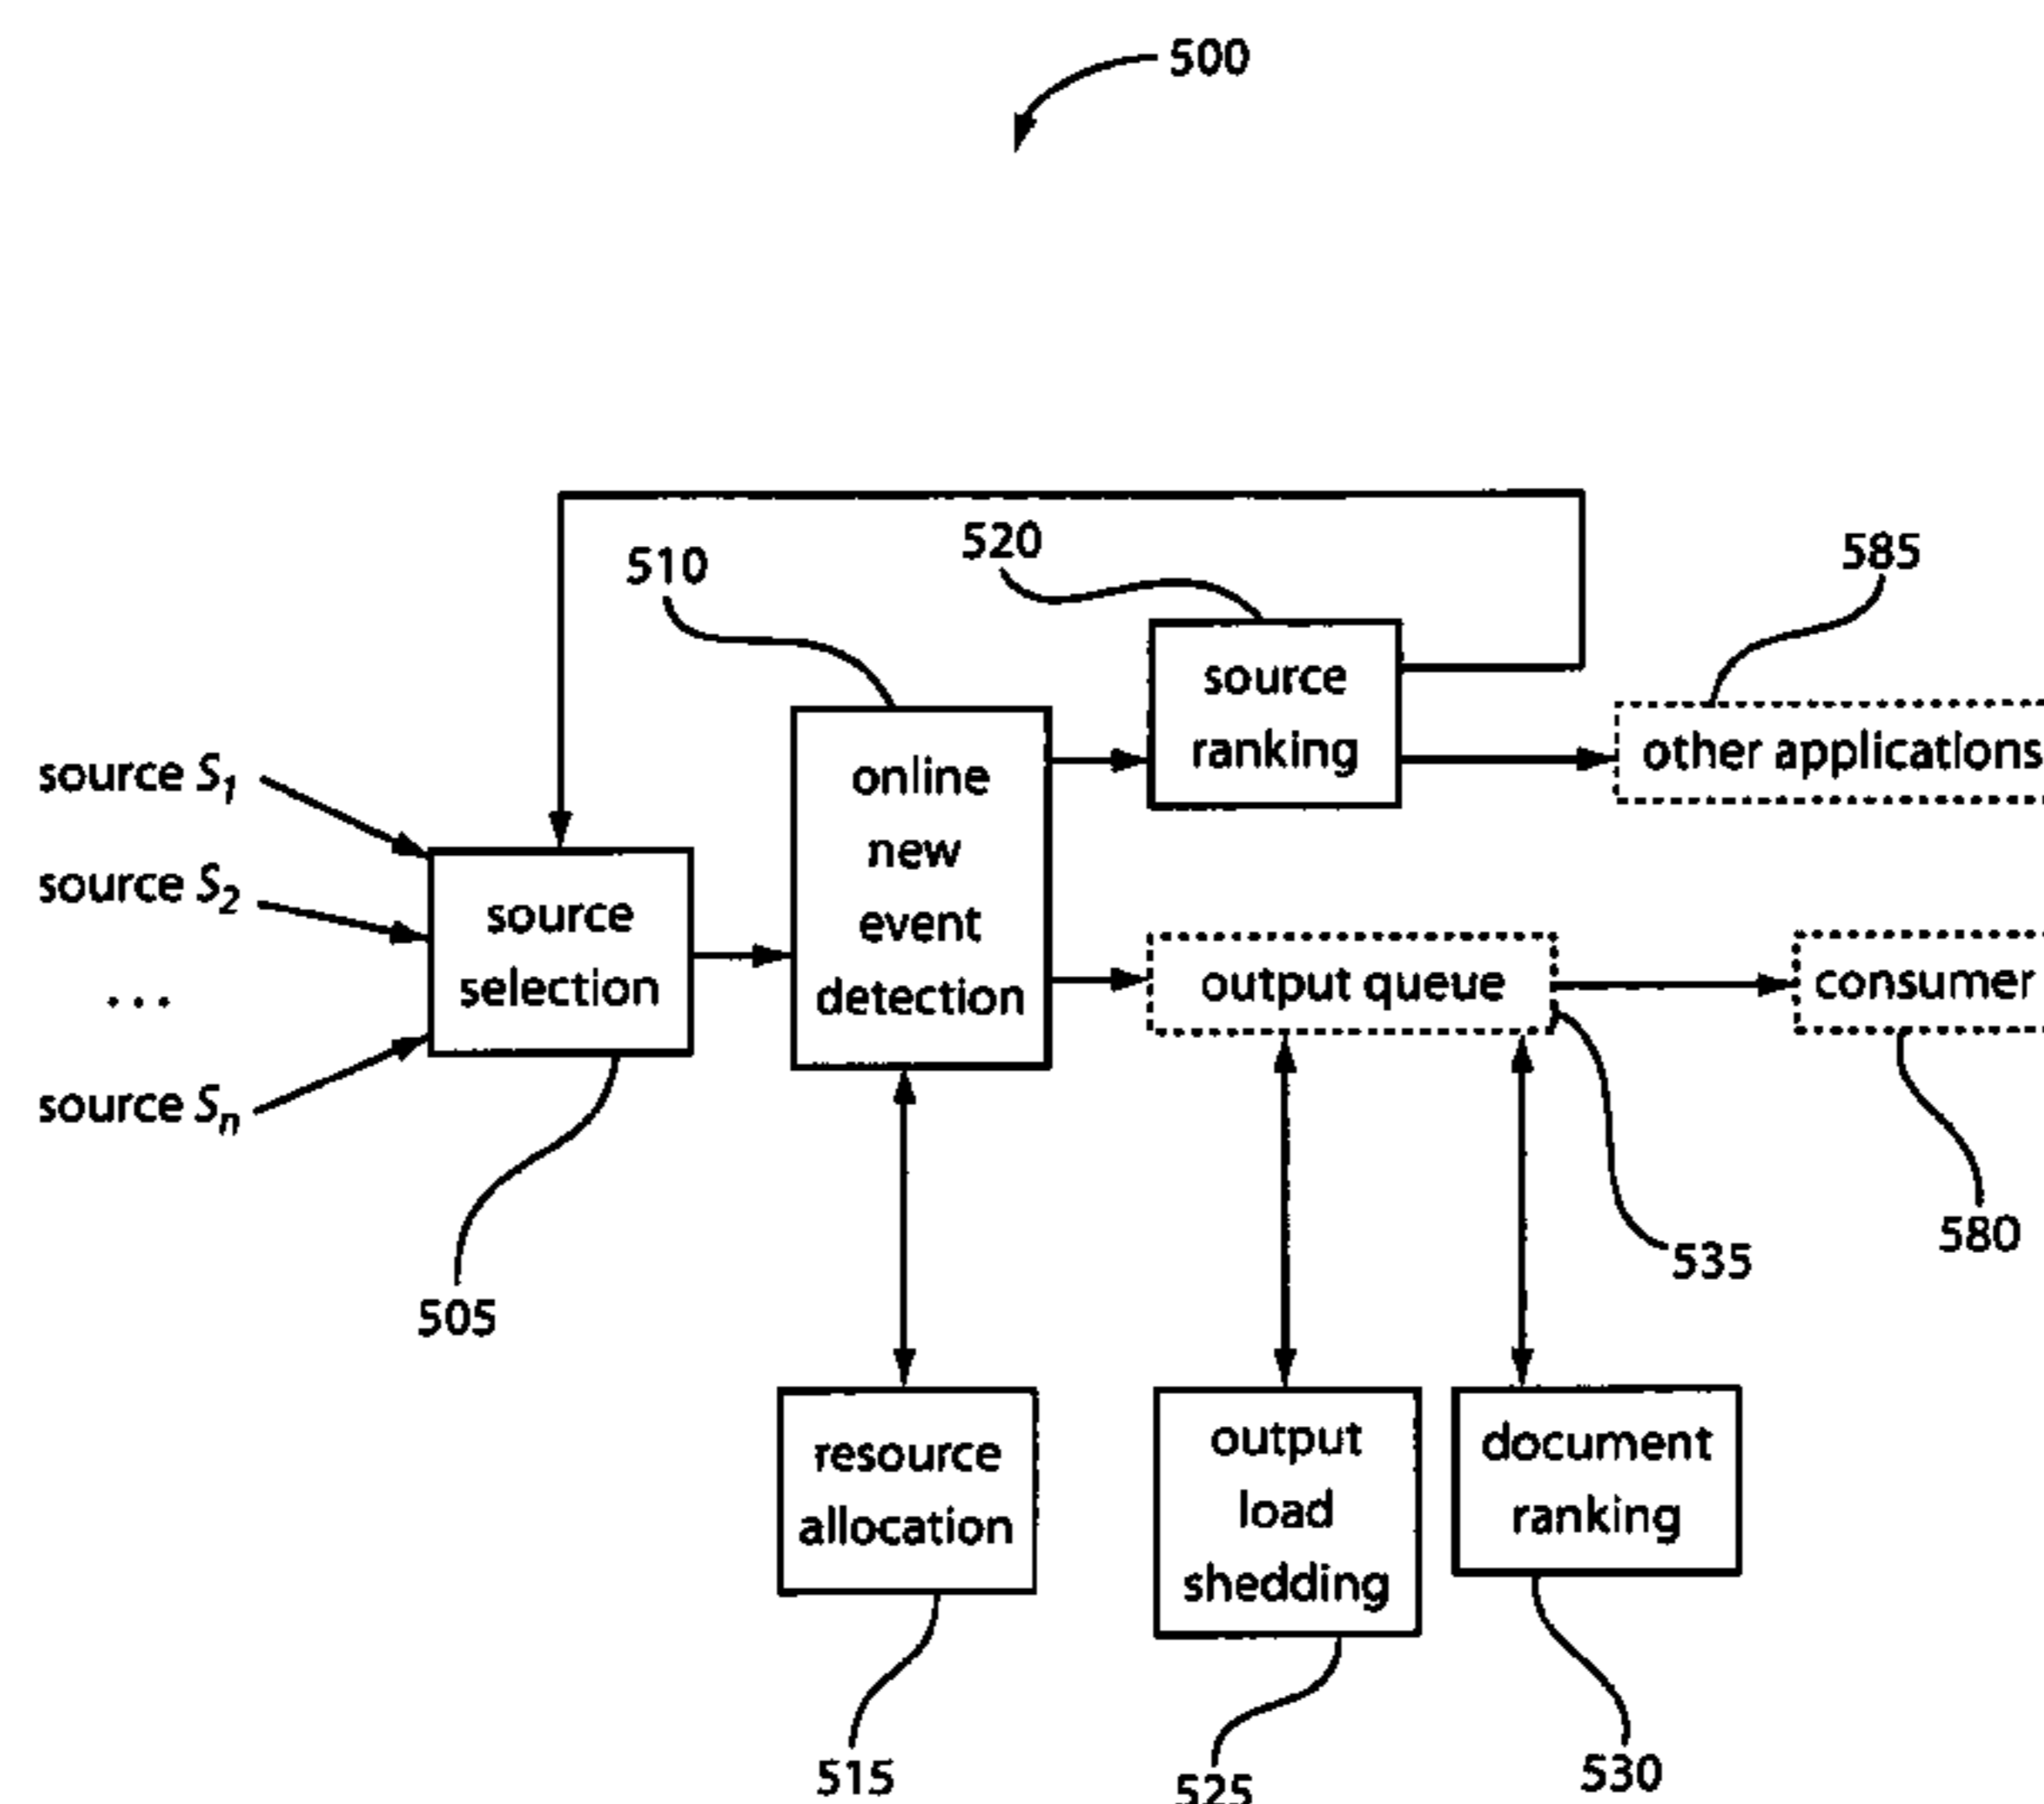 500
510
520
585
source
ranking
other applications
online
new
event
detection
source S1
source S2
...
source Sn
source
selection
output queue
consumer
535
580
505
resource
allocation
output
load
shedding
document
ranking
515
525
530